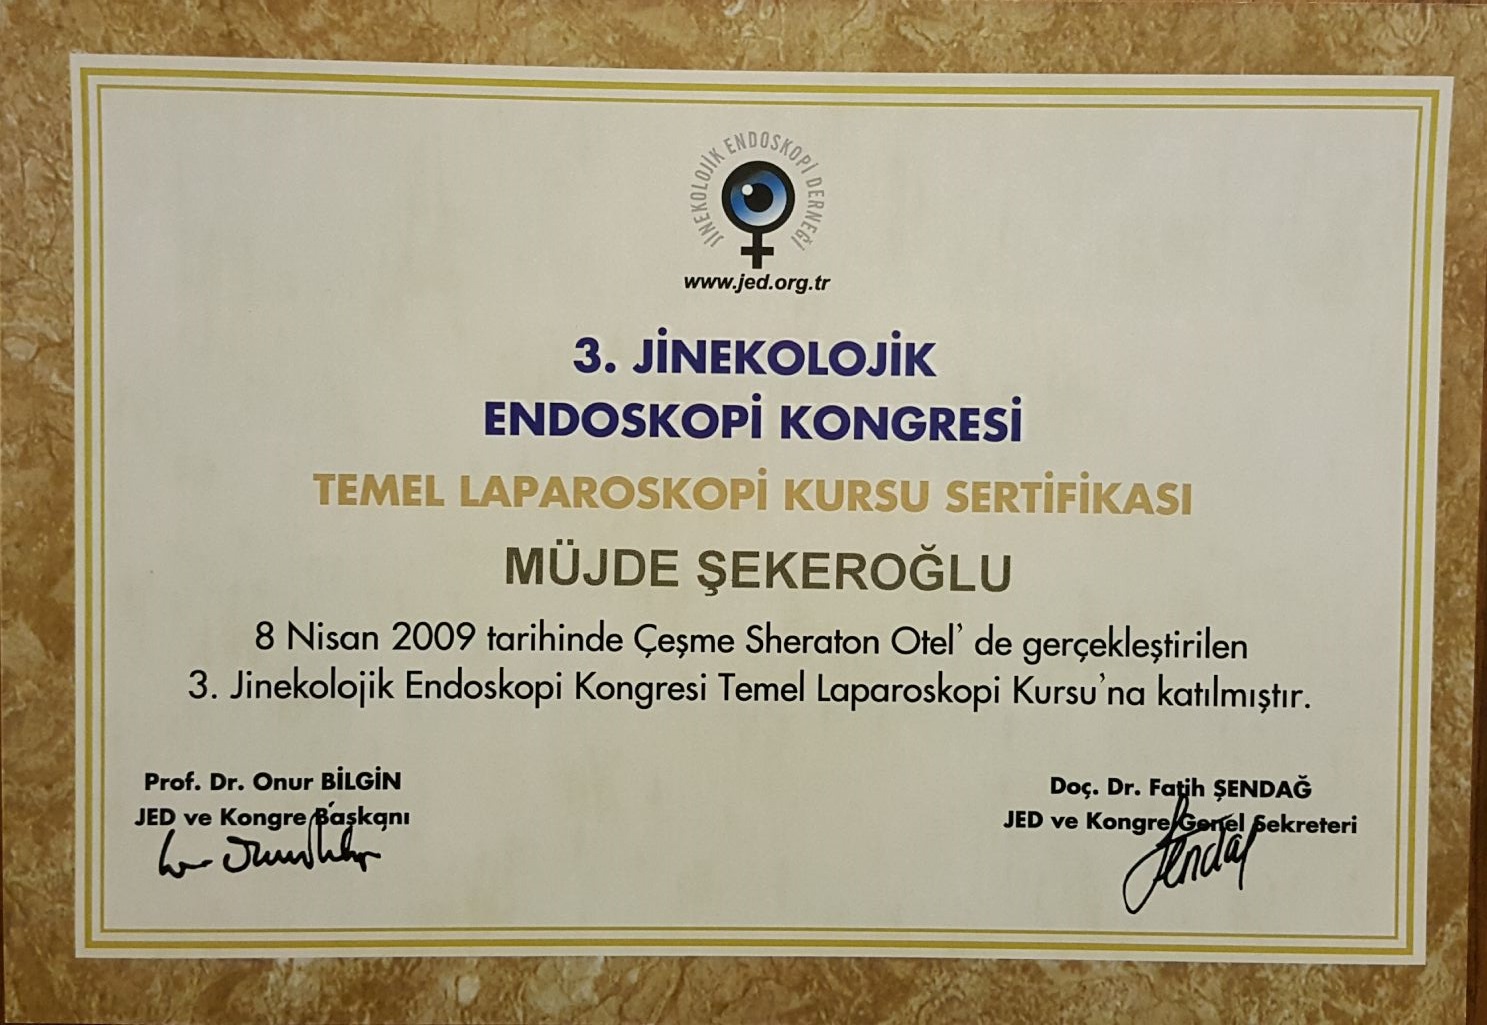 JİNEKOLOJİK ENDOSKOPİ DERNEĞİ
www.jed.org.tr
3. JİNEKOLOJİK
ENDOSKOPİ KONGRESİ
TEMEL LAPAROSKOPİ KURSU SERTİFİKASI
MÜJDE ŞEKEROĞLU
8 Nisan 2009 tarihinde Çeşme Sheraton Otel’ de gerçekleştirilen
3. Jinekolojik Endoskopi Kongresi Temel Laparoskopi Kursu’na katılmıştır.
Prof. Dr. Onur BİLGİN
JED ve Kongre Başkanı
Doç. Dr. Fatih ŞENDAĞ
JED ve Kongre Genel Sekreteri